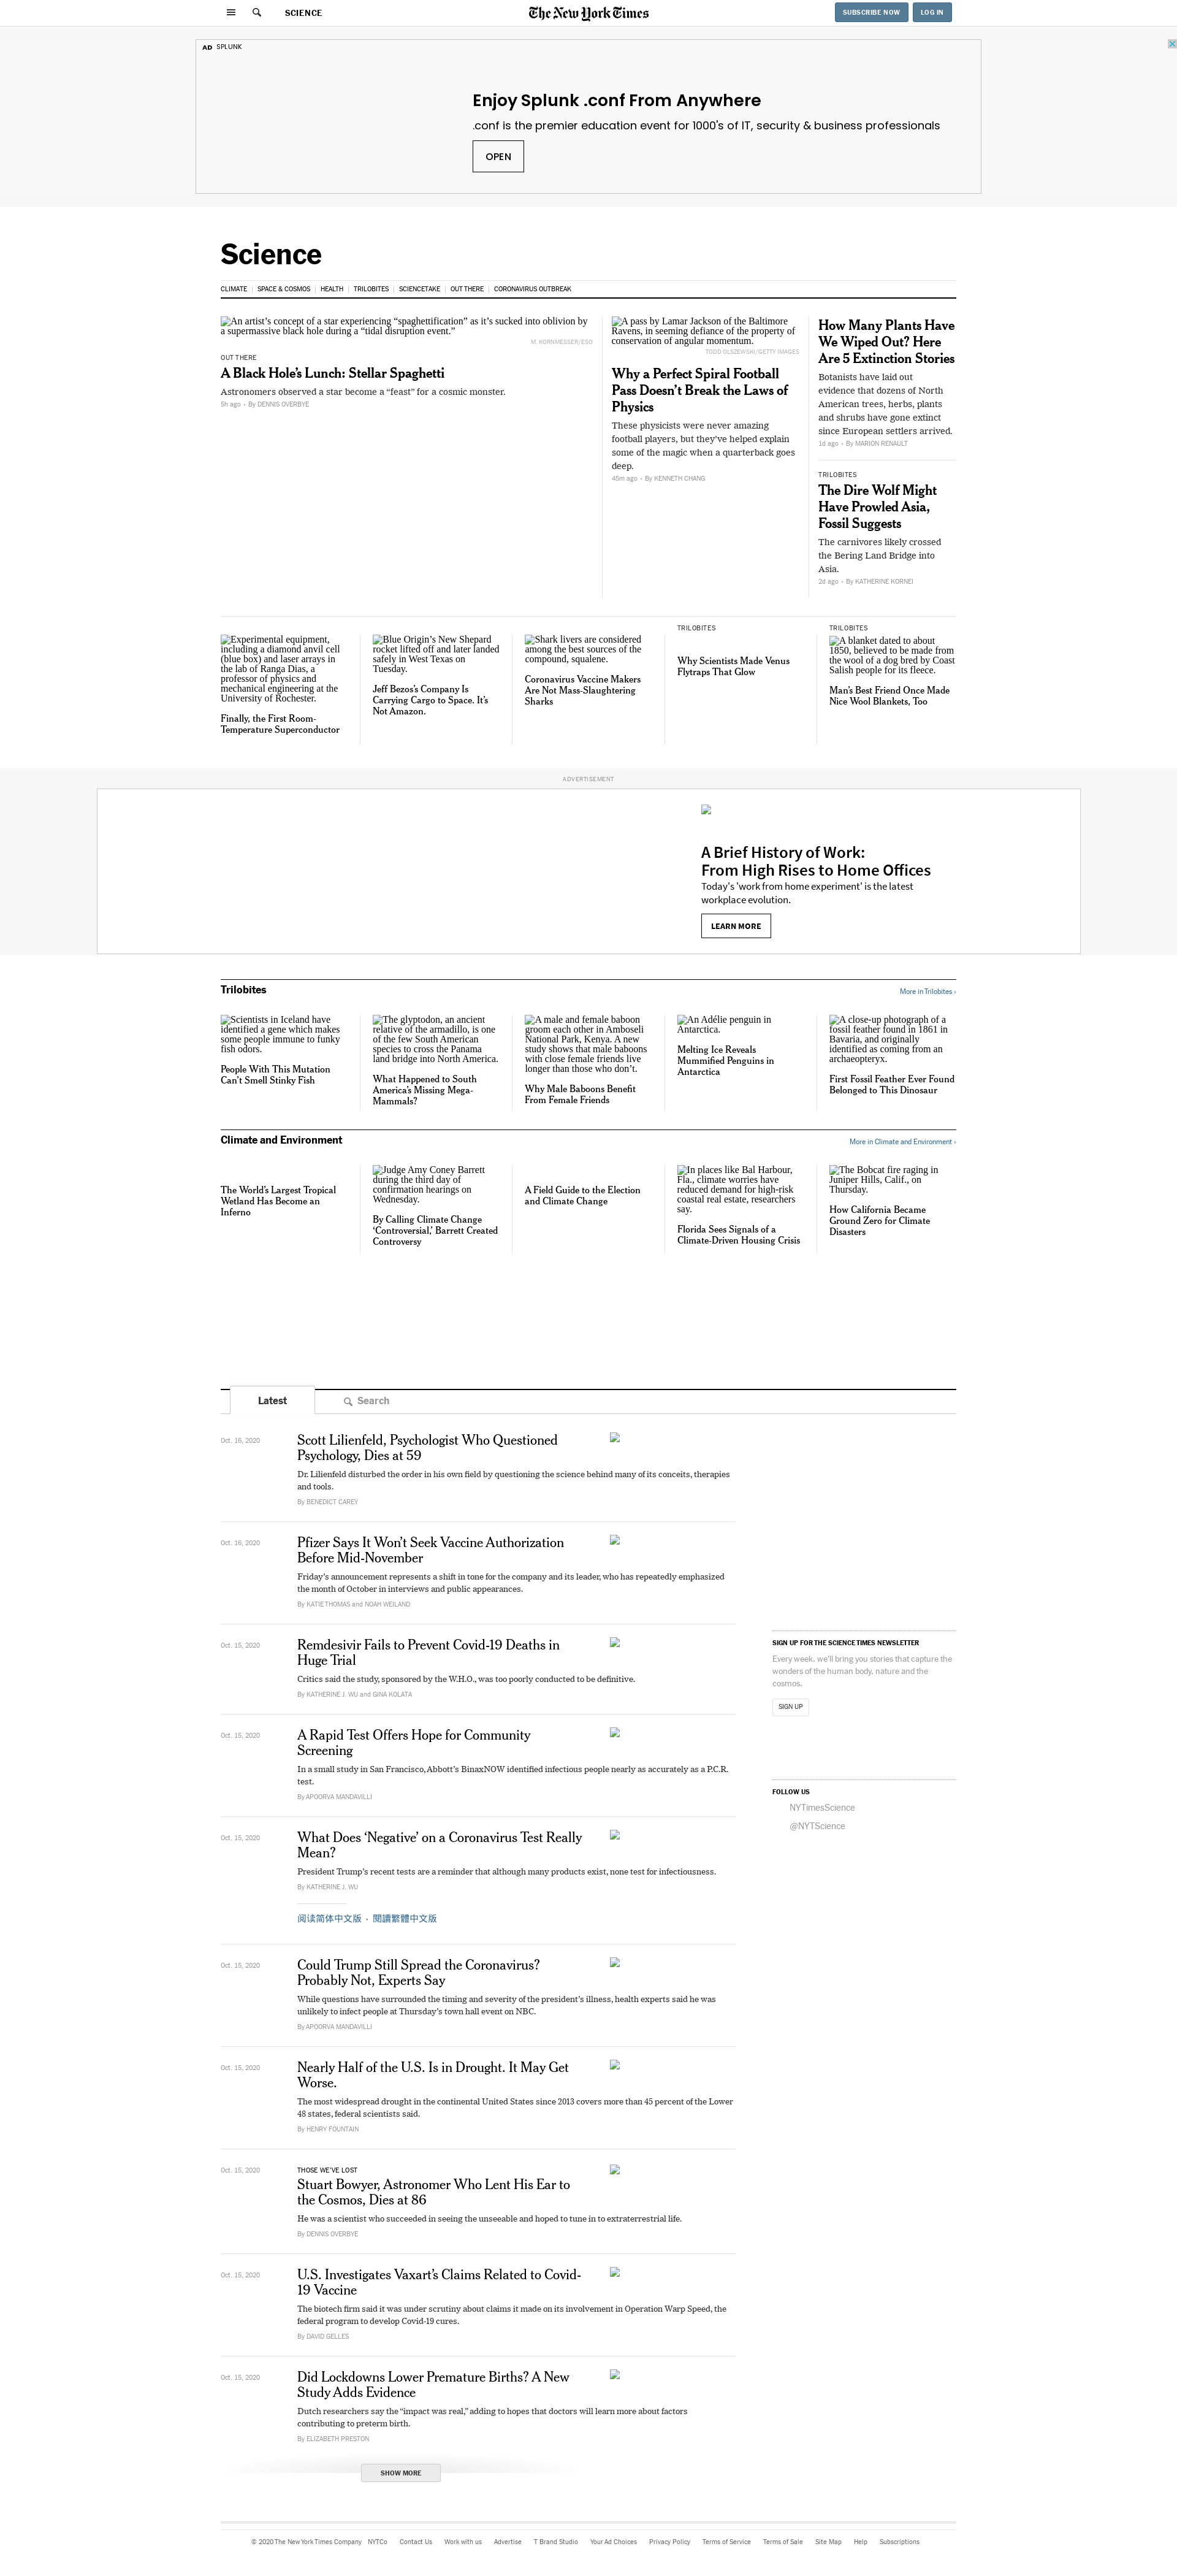 SCIENCE
The New York Times
SUBSCRIBE NOW
LOG IN
AD SPLUNK
Enjoy Splunk .conf From Anywhere
.conf is the premier education event for 1000's of IT, security & business professionals
OPEN
Science
CLIMATE | SPACE & COSMOS | HEALTH | TRILOBITES | SCIENCETAKE | OUT THERE | CORONAVIRUS OUTBREAK
An artist's concept of a star experiencing “spaghettification” as it's sucked into oblivion by
a supermassive black hole during a “tidal disruption event.”
M. KORNMESSER/ESO
OUT THERE
A Black Hole’s Lunch: Stellar Spaghetti
Astronomers observed a star become a “feast” for a cosmic monster.
5h ago · By DENNIS OVERBYE
A pass by Lamar Jackson of the Baltimore
Ravens, in seeming defiance of the property of
conservation of angular momentum.
TODD OLSZEWSKI/GETTY IMAGES
Why a Perfect Spiral Football
Pass Doesn’t Break the Laws of
Physics
These physicists were never amazing
football players, but they’ve helped explain
some of the magic when a quarterback goes
deep.
45m ago · By KENNETH CHANG
How Many Plants Have
We Wiped Out? Here
Are 5 Extinction Stories
Botanists have laid out
evidence that dozens of North
American trees, herbs, plants
and shrubs have gone extinct
since European settlers arrived.
1d ago · By MARION RENAULT
TRILOBITES
The Dire Wolf Might
Have Prowled Asia,
Fossil Suggests
The carnivores likely crossed
the Bering Land Bridge into
Asia.
2d ago · By KATHERINE KORNEI
Experimental equipment,
including a diamond anvil cell
(blue box) and laser arrays in
the lab of Ranga Dias, a
professor of physics and
mechanical engineering at the
University of Rochester.
Finally, the First Room-
Temperature Superconductor
Blue Origin’s New Shepard
rocket lifted off and later landed
safely in West Texas on
Tuesday.
Jeff Bezos’s Company Is
Carrying Cargo to Space. It’s
Not Amazon.
Shark livers are considered
among the best sources of the
compound, squalene.
Coronavirus Vaccine Makers
Are Not Mass-Slaughtering
Sharks
TRILOBITES
Why Scientists Made Venus
Flytraps That Glow
TRILOBITES
A blanket dated to about
1850, believed to be made from
the wool of a dog bred by Coast
Salish people for its fleece.
Man’s Best Friend Once Made
Nice Wool Blankets, Too
ADVERTISEMENT
A Brief History of Work:
From High Rises to Home Offices
Today's 'work from home experiment' is the latest
workplace evolution.
LEARN MORE
Trilobites
More in Trilobites ›
Scientists in Iceland have
identified a gene which makes
some people immune to funky
fish odors.
People With This Mutation
Can’t Smell Stinky Fish
The glyptodon, an ancient
relative of the armadillo, is one
of the few South American
species to cross the Panama
land bridge into North America.
What Happened to South
America’s Missing Mega-
Mammals?
A male and female baboon
groom each other in Amboseli
National Park, Kenya. A new
study shows that male baboons
with close female friends live
longer than those who don’t.
Why Male Baboons Benefit
From Female Friends
An Adélie penguin in
Antarctica.
Melting Ice Reveals
Mummified Penguins in
Antarctica
A close-up photograph of a
fossil feather found in 1861 in
Bavaria, and originally
identified as coming from an
archaeopteryx.
First Fossil Feather Ever Found
Belonged to This Dinosaur
Climate and Environment
More in Climate and Environment ›
The World’s Largest Tropical
Wetland Has Become an
Inferno
Judge Amy Coney Barrett
during the third day of
confirmation hearings on
Wednesday.
By Calling Climate Change
‘Controversial,’ Barrett Created
Controversy
A Field Guide to the Election
and Climate Change
In places like Bal Harbour,
Fla., climate worries have
reduced demand for high-risk
coastal real estate, researchers
say.
Florida Sees Signals of a
Climate-Driven Housing Crisis
The Bobcat fire raging in
Juniper Hills, Calif., on
Thursday.
How California Became
Ground Zero for Climate
Disasters
Latest
Search
Oct. 16, 2020
Scott Lilienfeld, Psychologist Who Questioned
Psychology, Dies at 59
Dr. Lilienfeld disturbed the order in his own field by questioning the science behind many of its conceits, therapies
and tools.
By BENEDICT CAREY
Oct. 16, 2020
Pfizer Says It Won’t Seek Vaccine Authorization
Before Mid-November
Friday’s announcement represents a shift in tone for the company and its leader, who has repeatedly emphasized
the month of October in interviews and public appearances.
By KATIE THOMAS and NOAH WEILAND
Oct. 15, 2020
Remdesivir Fails to Prevent Covid-19 Deaths in
Huge Trial
Critics said the study, sponsored by the W.H.O., was too poorly conducted to be definitive.
By KATHERINE J. WU and GINA KOLATA
Oct. 15, 2020
A Rapid Test Offers Hope for Community
Screening
In a small study in San Francisco, Abbott’s BinaxNOW identified infectious people nearly as accurately as a P.C.R.
test.
By APOORVA MANDAVILLI
Oct. 15, 2020
What Does ‘Negative’ on a Coronavirus Test Really
Mean?
President Trump’s recent tests are a reminder that although many products exist, none test for infectiousness.
By KATHERINE J. WU
阅读简体中文版 · 閱讀繁體中文版
Oct. 15, 2020
Could Trump Still Spread the Coronavirus?
Probably Not, Experts Say
While questions have surrounded the timing and severity of the president’s illness, health experts said he was
unlikely to infect people at Thursday’s town hall event on NBC.
By APOORVA MANDAVILLI
Oct. 15, 2020
Nearly Half of the U.S. Is in Drought. It May Get
Worse.
The most widespread drought in the continental United States since 2013 covers more than 45 percent of the Lower
48 states, federal scientists said.
By HENRY FOUNTAIN
Oct. 15, 2020
THOSE WE’VE LOST
Stuart Bowyer, Astronomer Who Lent His Ear to
the Cosmos, Dies at 86
He was a scientist who succeeded in seeing the unseeable and hoped to tune in to extraterrestrial life.
By DENNIS OVERBYE
Oct. 15, 2020
U.S. Investigates Vaxart’s Claims Related to Covid-
19 Vaccine
The biotech firm said it was under scrutiny about claims it made on its involvement in Operation Warp Speed, the
federal program to develop Covid-19 cures.
By DAVID GELLES
Oct. 15, 2020
Did Lockdowns Lower Premature Births? A New
Study Adds Evidence
Dutch researchers say the “impact was real,” adding to hopes that doctors will learn more about factors
contributing to preterm birth.
By ELIZABETH PRESTON
SHOW MORE
SIGN UP FOR THE SCIENCE TIMES NEWSLETTER
Every week, we'll bring you stories that capture the
wonders of the human body, nature and the
cosmos.
SIGN UP
FOLLOW US
NYTimesScience
@NYTScience
© 2020 The New York Times Company NYTCo Contact Us Work with us Advertise T Brand Studio Your Ad Choices Privacy Policy Terms of Service Terms of Sale Site Map Help Subscriptions